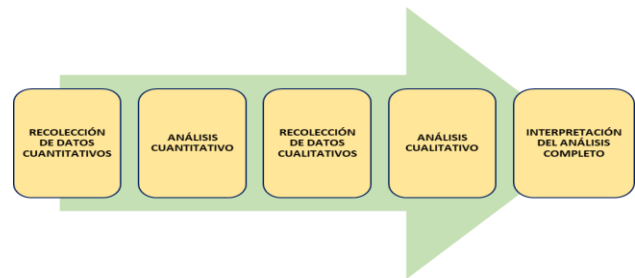 RECOLECCIÓN
DE DATOS
CUANTITATIVOS
ANÁLISIS
CUANTITATIVO
RECOLECCIÓN
DE DATOS
CUALITATIVOS
ANÁLISIS
CUALITATIVO
INTERPRETACIÓN
DEL ANÁLISIS
COMPLETO